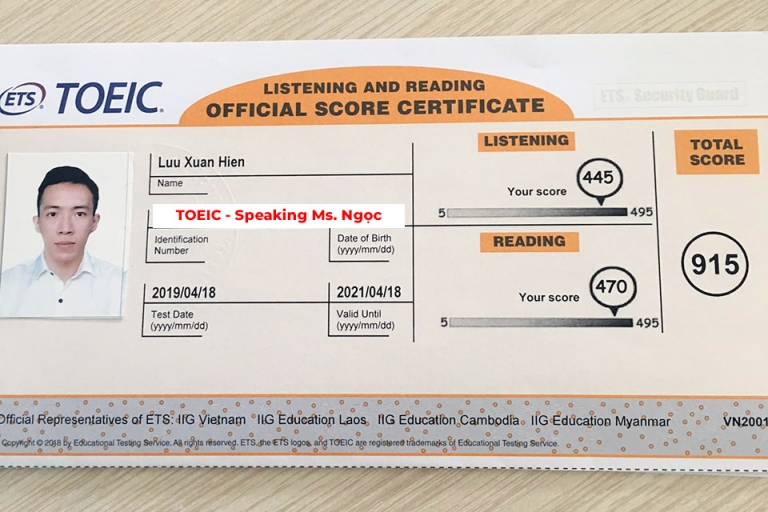 ETS TOEIC
LISTENING AND READING
OFFICIAL SCORE CERTIFICATE
ETS Security Guard
Luu Xuan Hien
Name
TOEIC - Speaking Ms. Ngọc
Identification
Number
Date of Birth
(yyyy/mm/dd)
2019/04/18
Test Date
(yyyy/mm/dd)
2021/04/18
Valid Until
(yyyy/mm/dd)
LISTENING
Your score
445
5
495
READING
Your score
470
5
495
TOTAL
SCORE
915
Official Representatives of ETS: IIG Vietnam IIG Education Laos IIG Education Cambodia IIG Education Myanmar
VN2001
Copyright © 2018 by Educational Testing Service. All rights reserved. ETS, the ETS logos, and TOEIC are registered trademarks of Educational Testing Service.